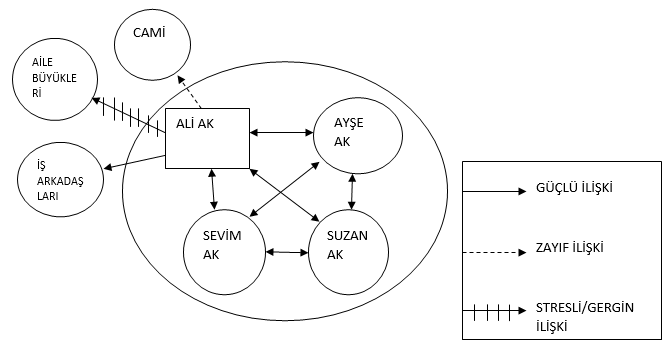 CAMİ
AİLE
BÜYÜKLE
Rİ
ALİ AK
AYŞE
AK
İŞ
ARKADAŞ
LARI
SEVİM
AK
SUZAN
AK
GÜÇLÜ İLİŞKİ
ZAYIF İLİŞKİ
STRESLİ/GERGİN
İLİŞKİ